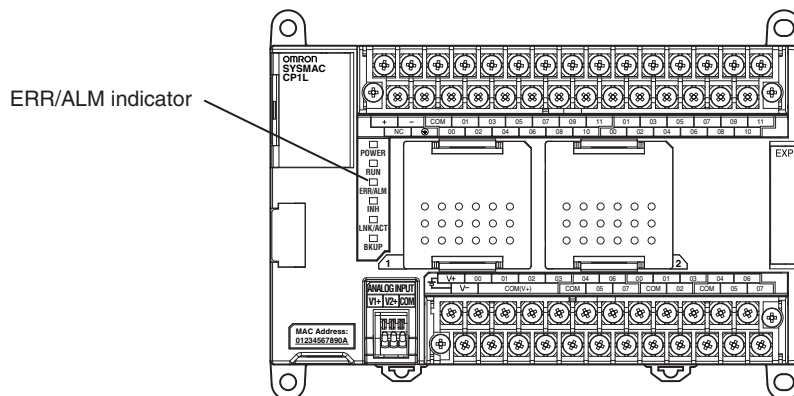 OMRON
SYSMAC
CP1L
ERR/ALM indicator
+ − COM 01 03 05 07 09 11 01 03 05 07 09 11
NC 00 02 04 06 08 10 00 02 04 06 08 10
POWER
RUN
ERR/ALM
INH
LNK/ACT
BKUP
EXP
1
2
V+ 00 01 02 03 04 06 00 01 03 04 06
V− COM(V+) COM 05 07 COM 02 COM 05 07
ANALOG INPUT
V1+ V2+ COM
MAC Address:
01234567890A